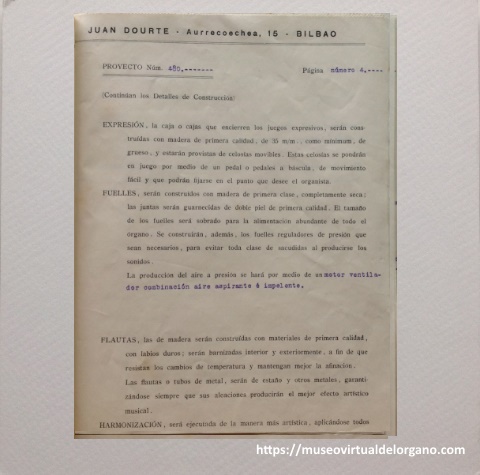 JUAN DOURTE - Aurrecoechea, 15 - BILBAO
PROYECTO Núm. 480,-------
Página número 4,----
(Continúan los Detalles de Construcción)
EXPRESIÓN, la caja o cajas que encierren los juegos expresivos, serán cons-
truídas con madera de primera calidad, de 35 m/m. como mínimum, de
grueso, y estarán provistas de celosías movibles. Estas celosías se pondrán
en juego por medio de un pedal o pedales a báscula, de movimiento
fácil y que podrán fijarse en el punto que desee el organista.
FUELLES, serán construídos con madera de primera clase, completamente seca;
las juntas serán guarnecidas de doble piel de primera calidad. El tamaño
de los fuelles será sobrado para la alimentación abundante de todo el
órgano. Se construirán, además, los fuelles reguladores de presión que
sean necesarios, para evitar toda clase de sacudidas al producirse los
sonidos.
La producción del aire a presión se hará por medio de un motor ventila-
dor combinación aire aspirante é impelente.
FLAUTAS, las de madera serán construídas con materiales de primera calidad,
con labios duros; serán barnizadas interior y exteriormente, a fin de que
resistan los cambios de temperatura y mantengan mejor la afinación.
Las flautas o tubos de metal, serán de estaño y otros metales, garanti-
zándose siempre que sus aleaciones producirán el mejor efecto artístico
musical.
HARMONIZACIÓN, será ejecutada de la manera más artística, aplicándose todos
https://museovirtualdelorgano.com